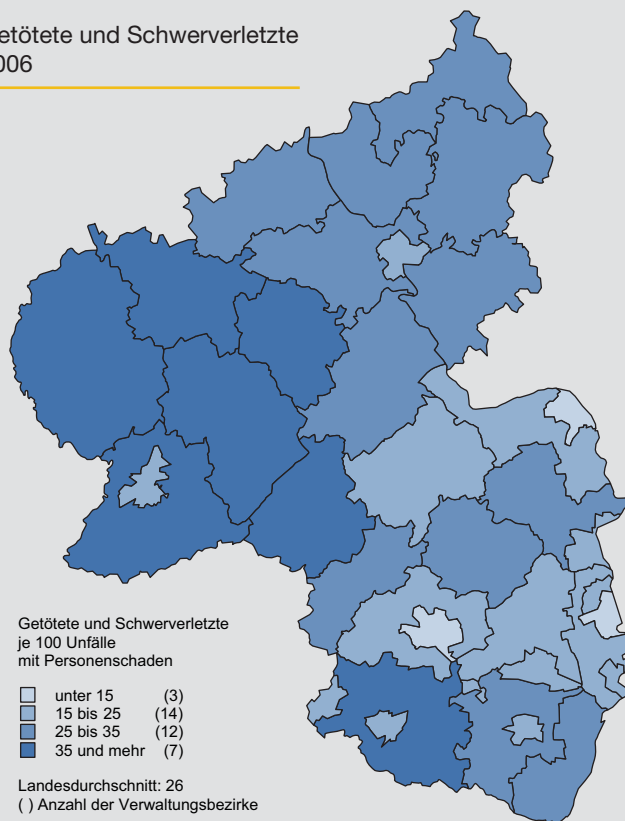 etötete und Schwerverletzte
006
Getötete und Schwerverletzte
je 100 Unfälle
mit Personenschaden
unter 15 (3)
15 bis 25 (14)
25 bis 35 (12)
35 und mehr (7)
Landesdurchschnitt: 26
( ) Anzahl der Verwaltungsbezirke